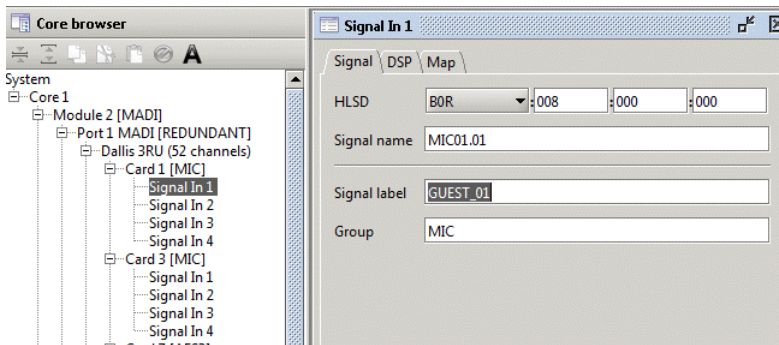 Core browser
A
System
Core 1
Module 2 [MADI]
Port 1 MADI [REDUNDANT]
Dallis 3RU (52 channels)
Card 1 [MIC]
Signal In 1
Signal In 2
Signal In 3
Signal In 4
Card 3 [MIC]
Signal In 1
Signal In 2
Signal In 3
Signal In 4
Signal In 1
Signal DSP Map
HLSD B0R :008 :000 :000
Signal name MIC01.01
Signal label GUEST_01
Group MIC